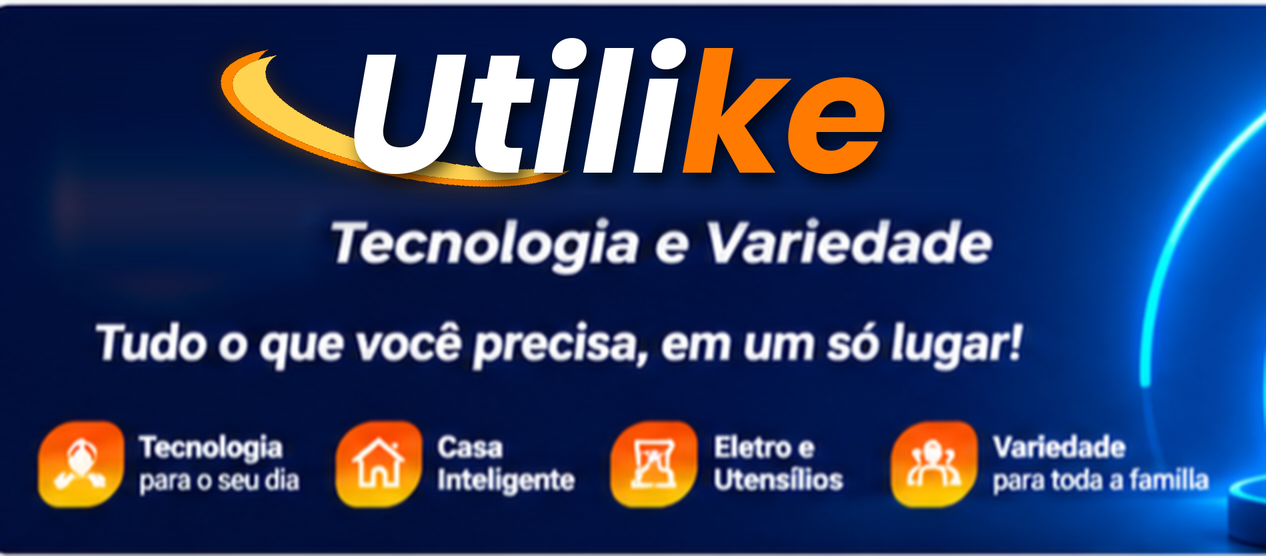 Utilike
Tecnologia e Variedade
Tudo o que você precisa, em um só lugar!
Tecnologia
para o seu dia
Casa
Inteligente
Eletro e
Utensílios
Variedade
para toda a familla